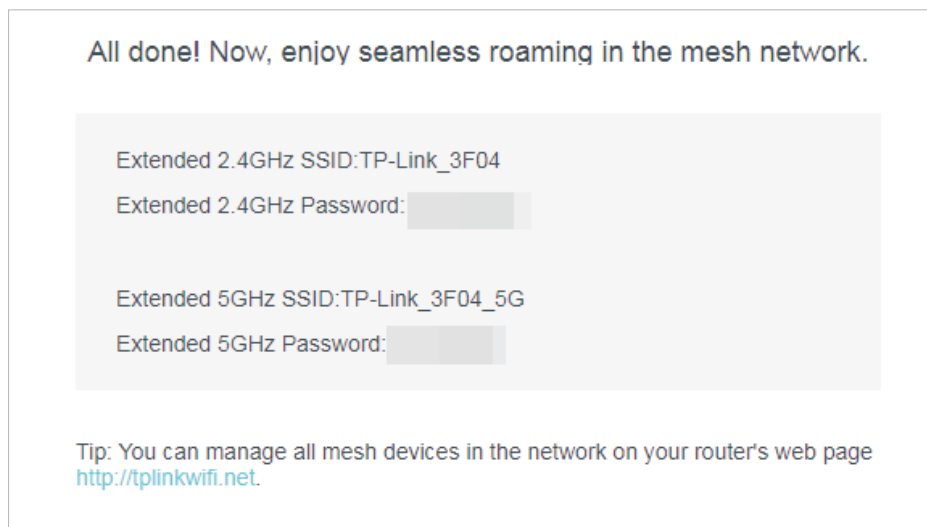 All done! Now, enjoy seamless roaming in the mesh network.
Extended 2.4GHz SSID:TP-Link_3F04
Extended 2.4GHz Password:
Extended 5GHz SSID:TP-Link_3F04_5G
Extended 5GHz Password:
Tip: You can manage all mesh devices in the network on your router's web page
http://tplinkwifi.net.